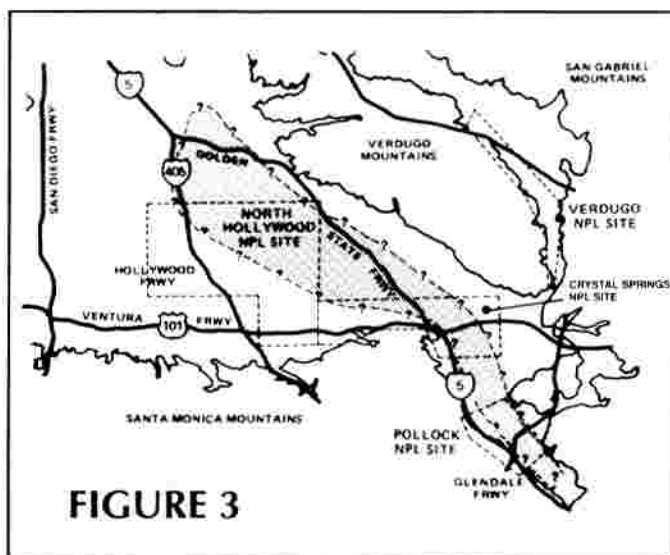 5
SAN GABRIEL
MOUNTAINS
SAN DIEGO FRWY
?
?
GOLDEN
VERDUGO
MOUNTAINS
405
NORTH
HOLLYWOOD
NPL SITE
STATE
FRWY
VERDUGO
NPL SITE
HOLLYWOOD
FRWY
CRYSTAL SPRINGS
NPL SITE
VENTURA
101
FRWY
5
SANTA MONICA MOUNTAINS
POLLOCK
NPL SITE
GLENDALE
FRWY
FIGURE 3